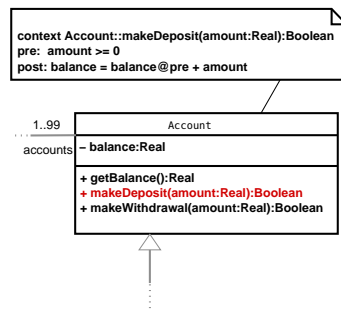 context Account::makeDeposit(amount:Real):Boolean
pre: amount >= 0
post: balance = balance@pre + amount
1..99
Account
accounts
– balance:Real
+ getBalance():Real
+ makeDeposit(amount:Real):Boolean
+ makeWithdrawal(amount:Real):Boolean